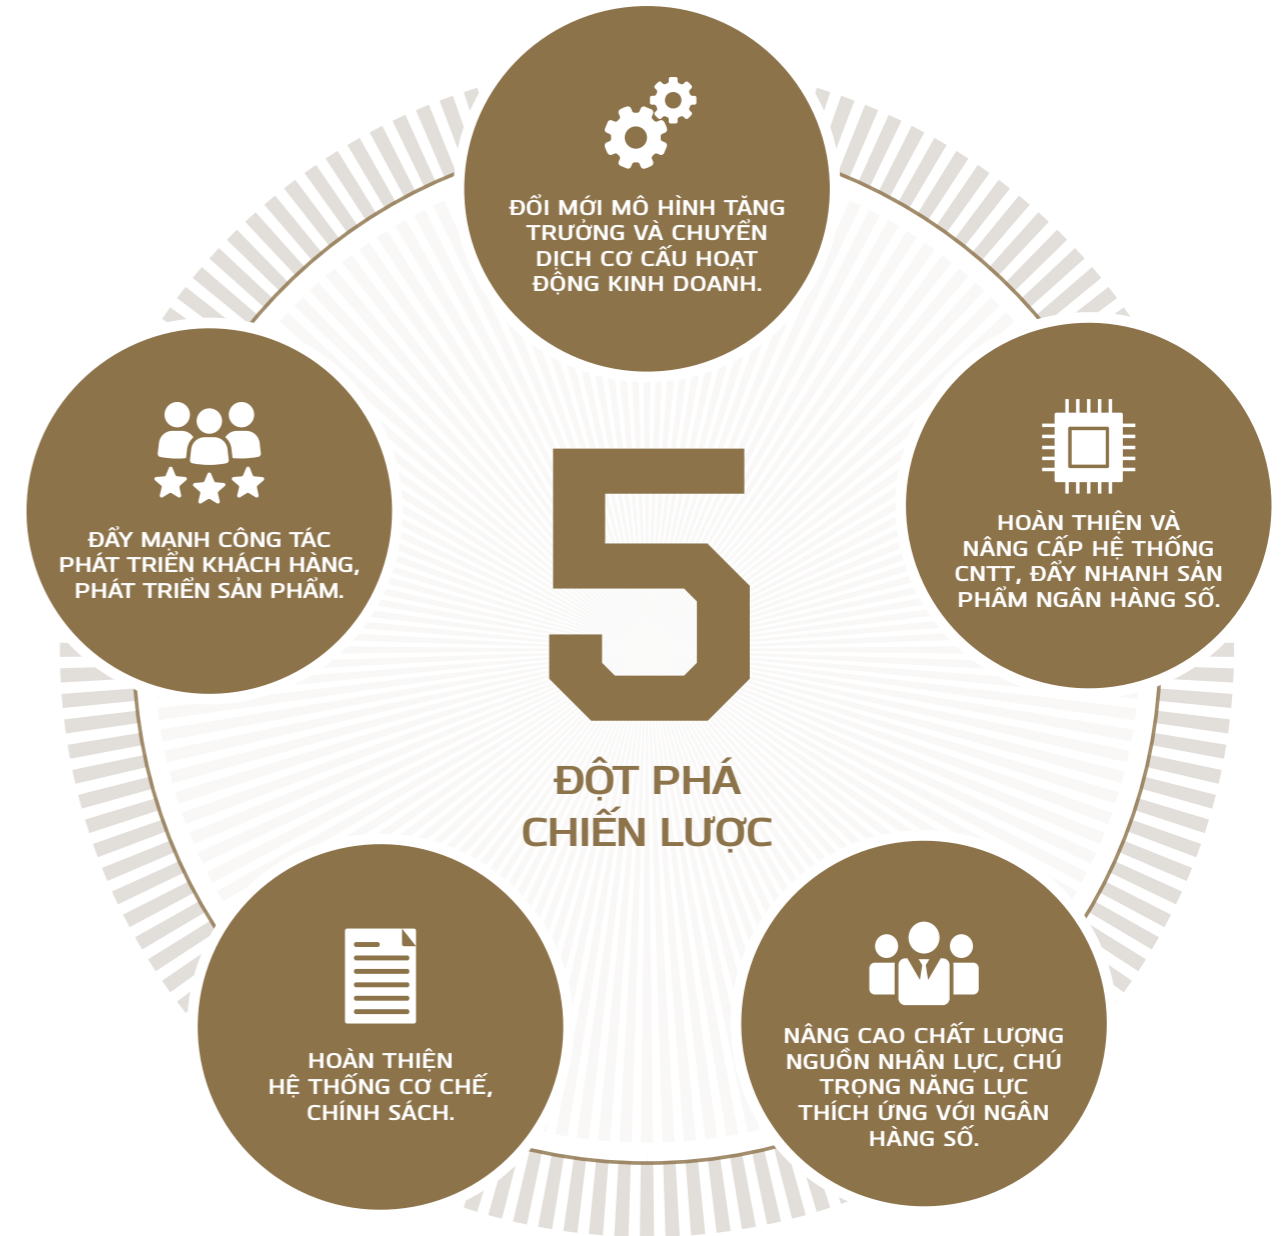 ĐỔI MỚI MÔ HÌNH TĂNG
TRƯỞNG VÀ CHUYỂN
DỊCH CƠ CẤU HOẠT
ĐỘNG KINH DOANH.
ĐẨY MẠNH CÔNG TÁC
PHÁT TRIỂN KHÁCH HÀNG,
PHÁT TRIỂN SẢN PHẨM.
HOÀN THIỆN VÀ
NÂNG CẤP HỆ THỐNG
CNTT, ĐẨY NHANH SẢN
PHẨM NGÂN HÀNG SỐ.
5
ĐỘT PHÁ
CHIẾN LƯỢC
HOÀN THIỆN
HỆ THỐNG CƠ CHẾ,
CHÍNH SÁCH.
NÂNG CAO CHẤT LƯỢNG
NGUỒN NHÂN LỰC, CHÚ
TRỌNG NĂNG LỰC
THÍCH ỨNG VỚI NGÂN
HÀNG SỐ.